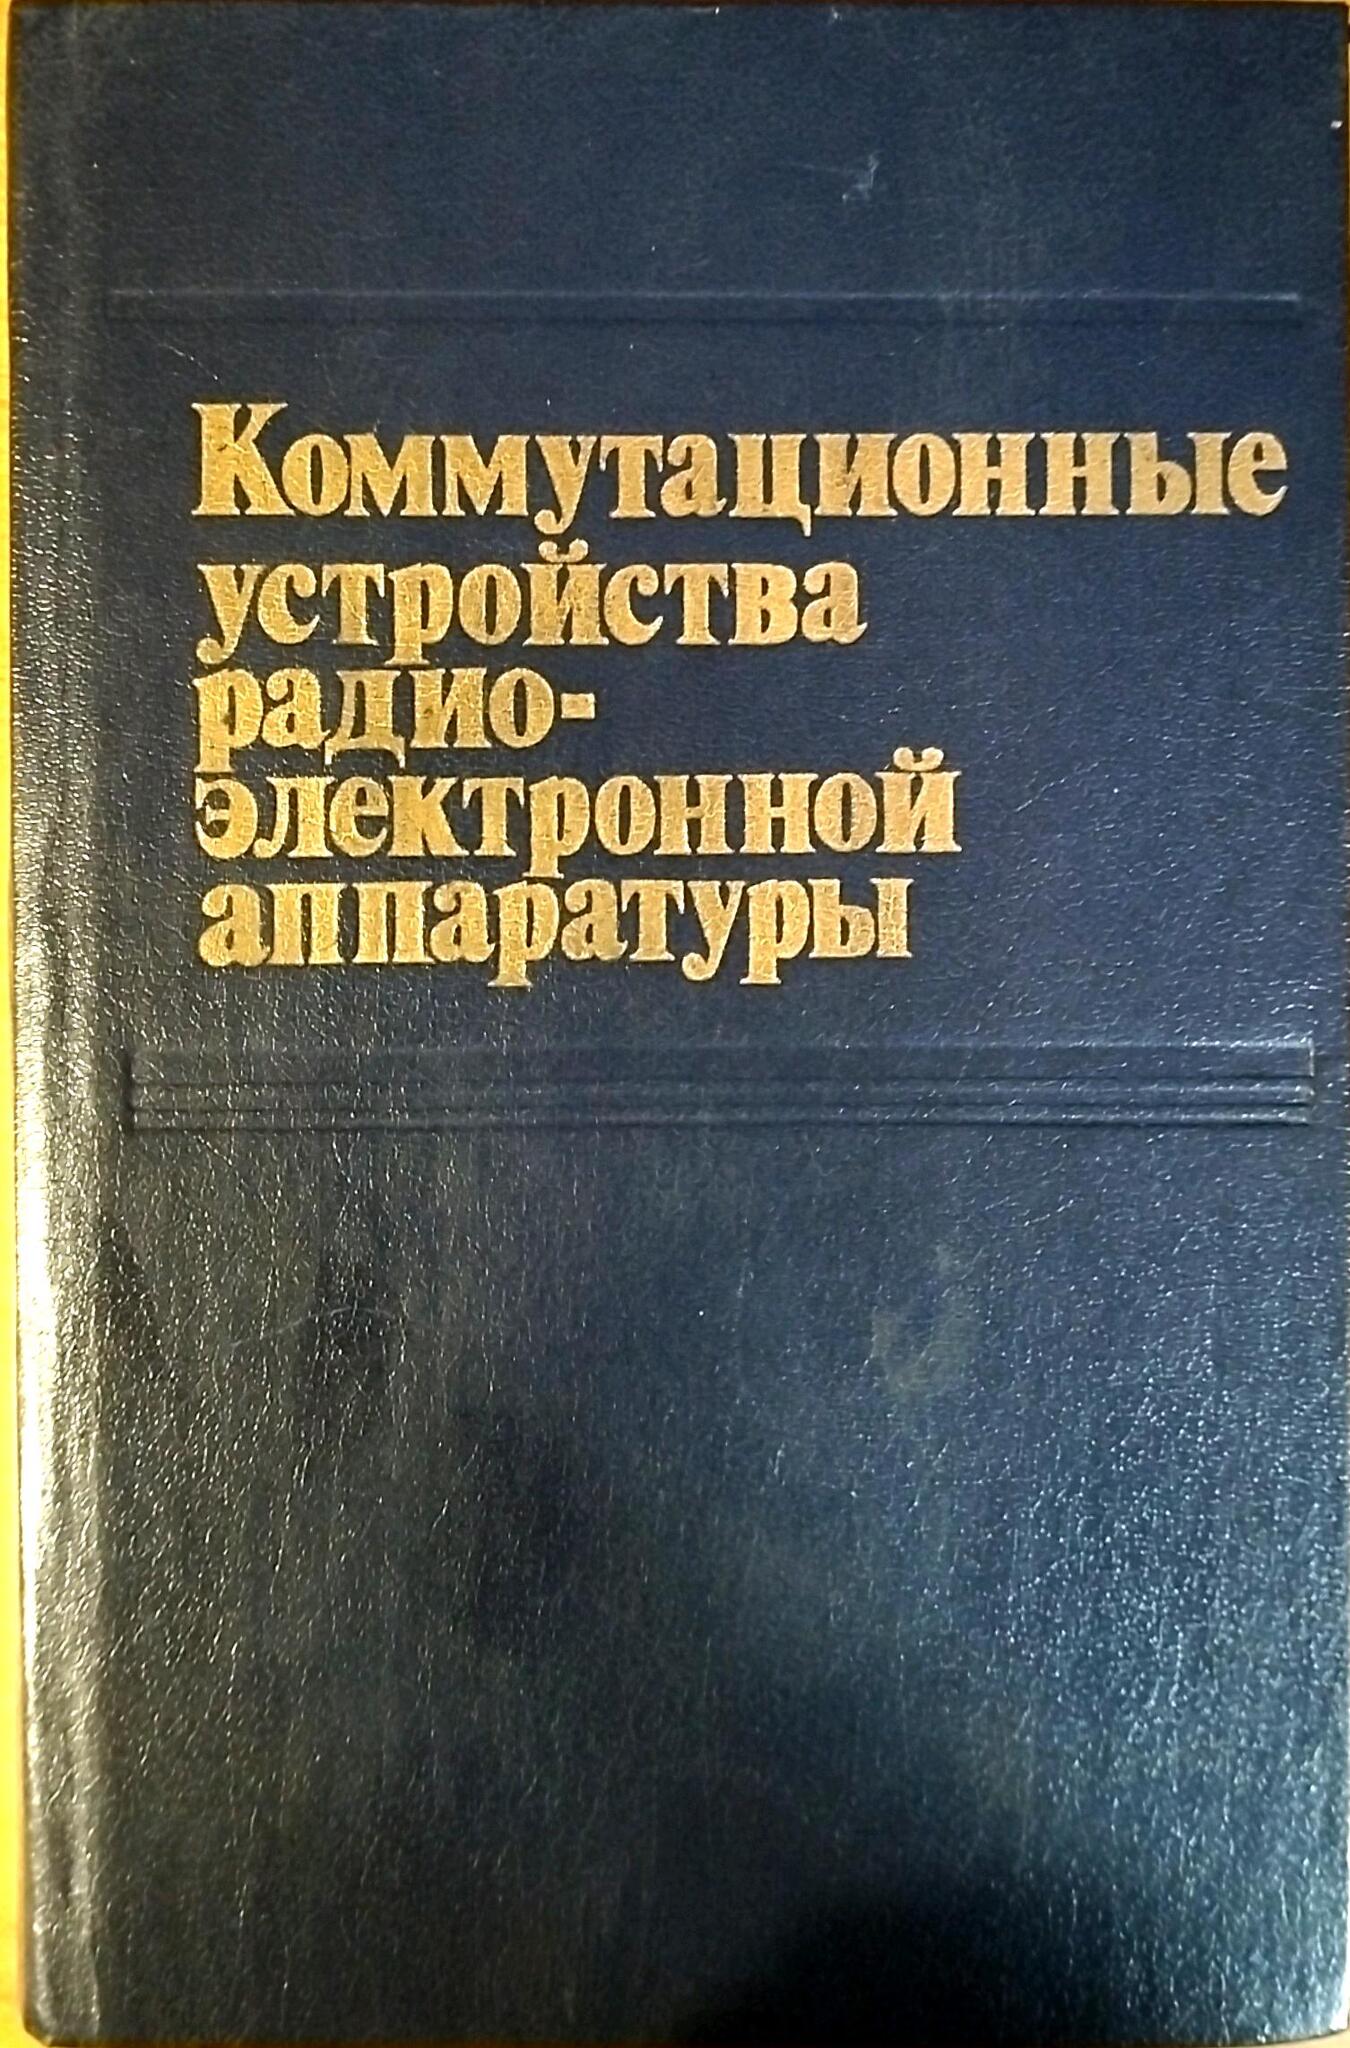 Коммутационные
устройства
радио-
электронной
аппаратуры